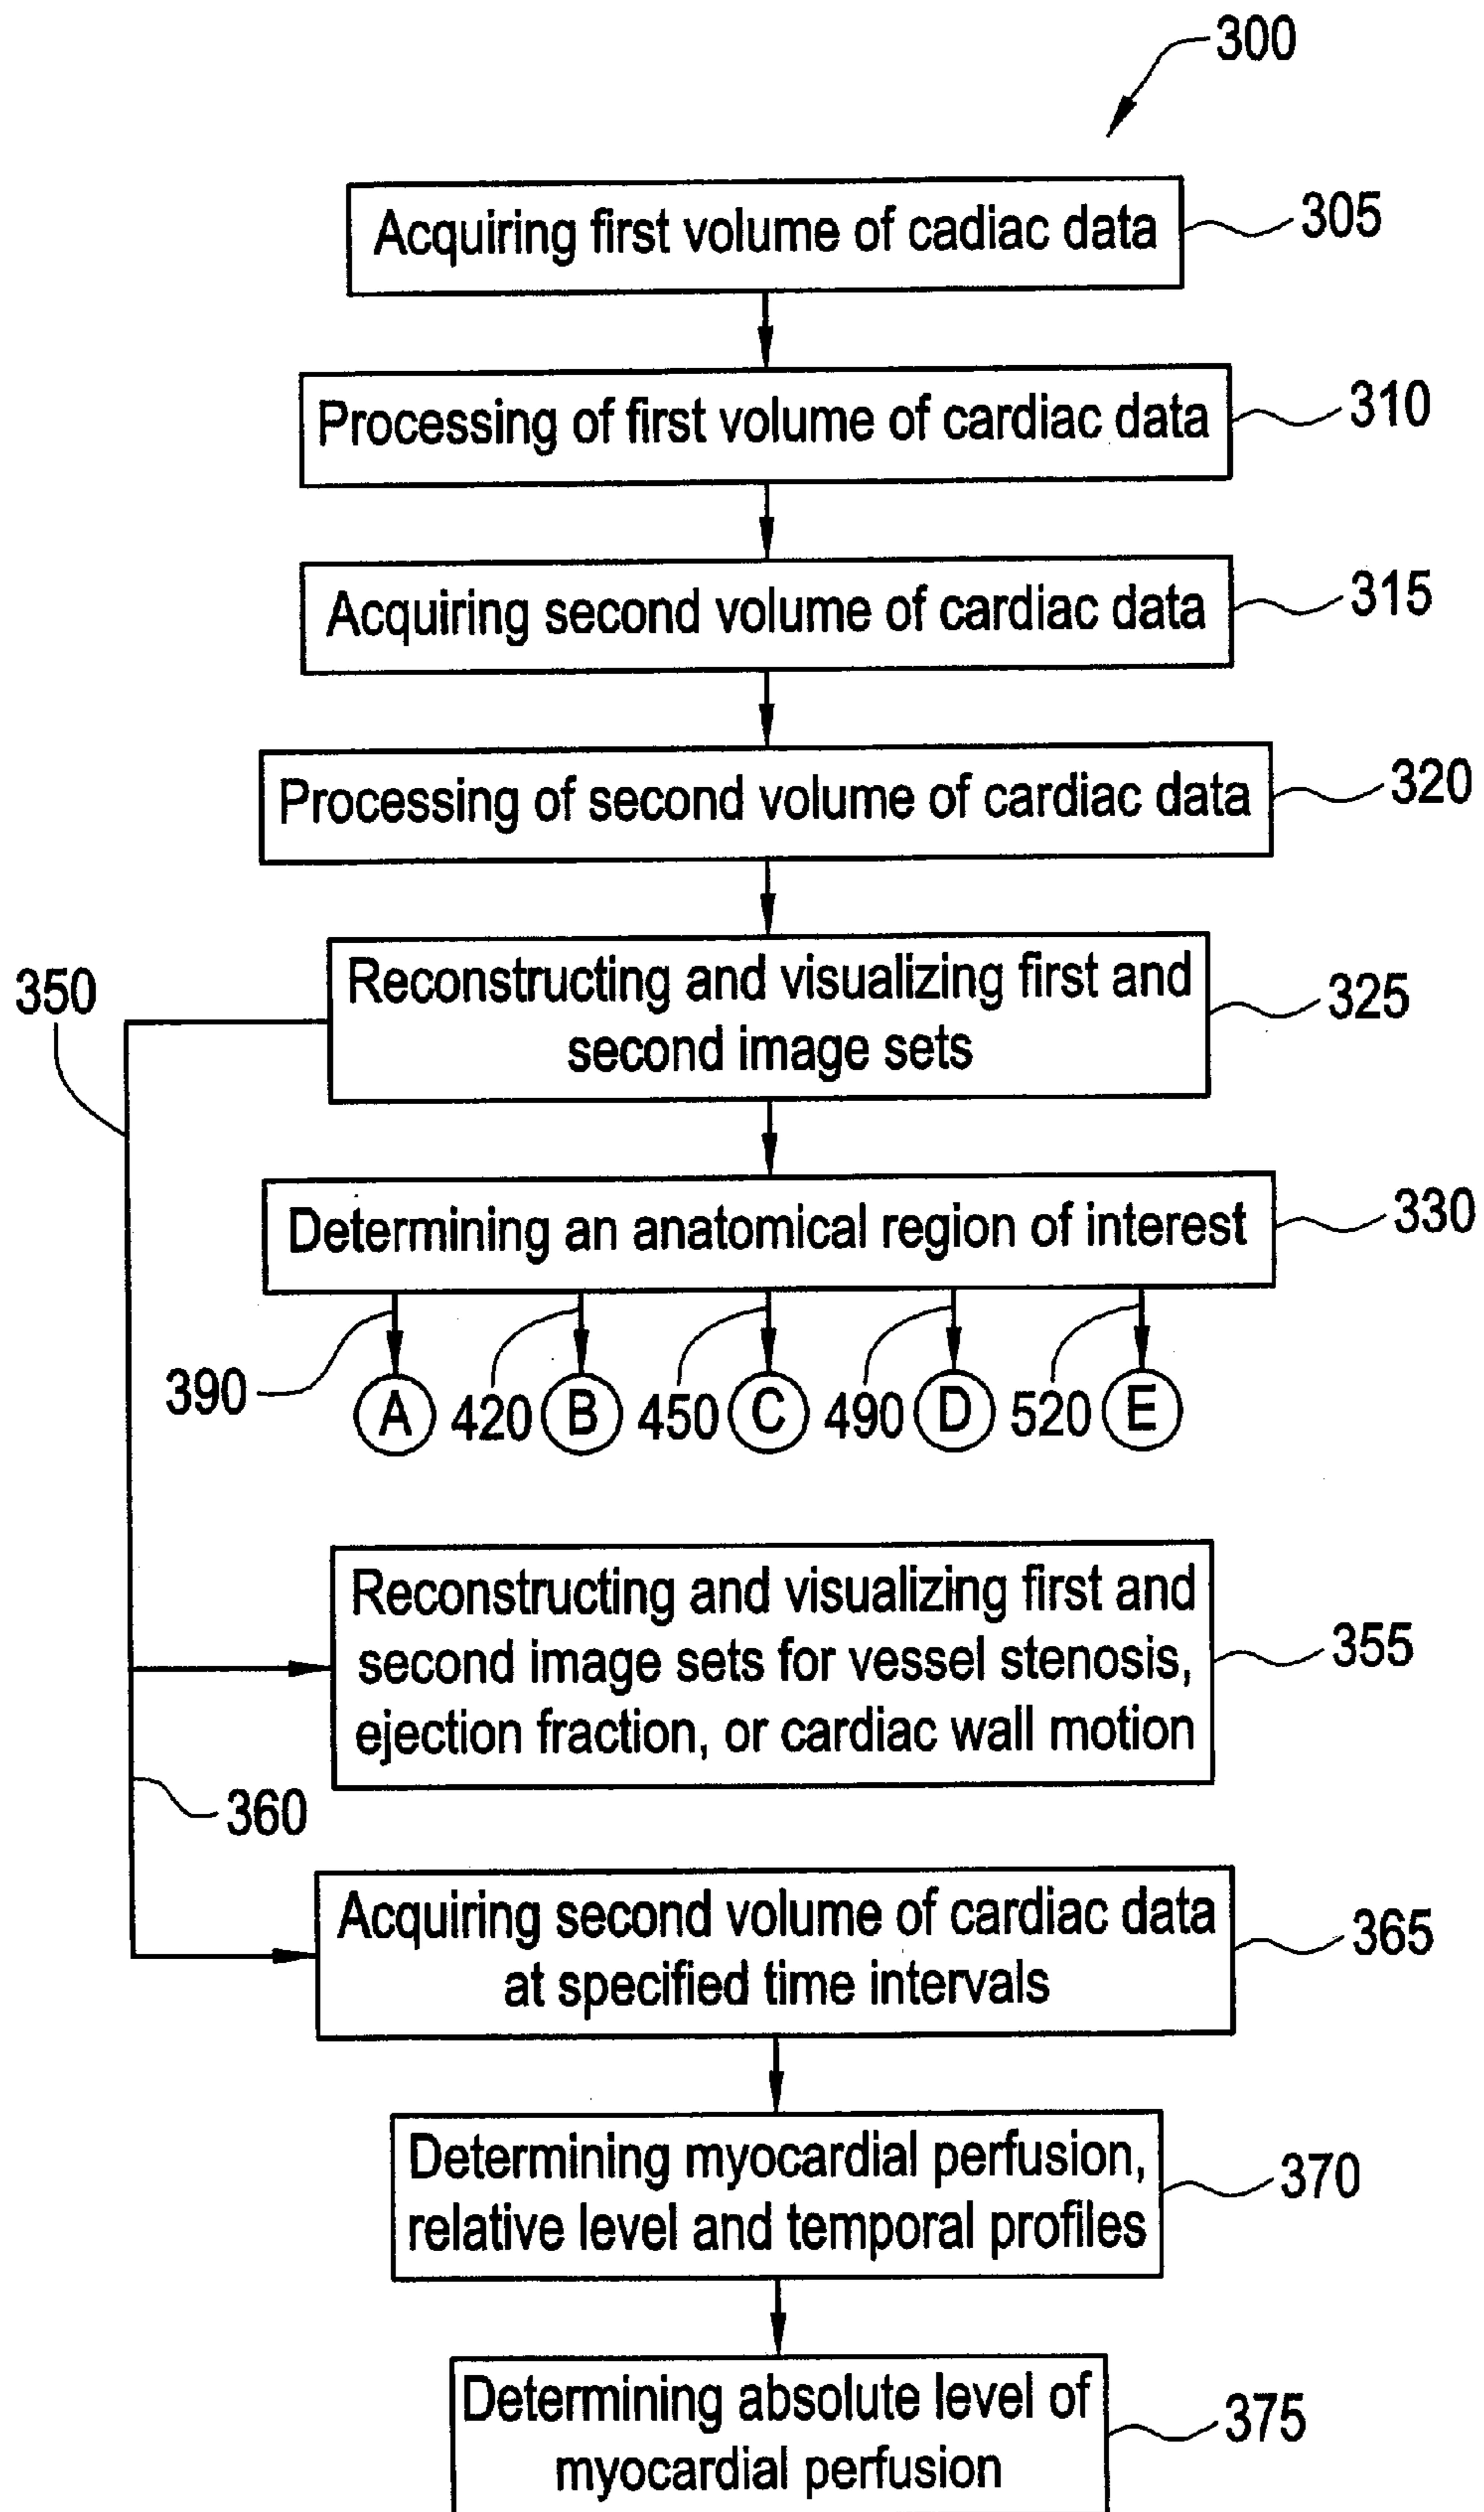 300
Acquiring first volume of cadiac data
305
Processing of first volume of cardiac data
310
Acquiring second volume of cardiac data
315
Processing of second volume of cardiac data
320
350
Reconstructing and visualizing first and
second image sets
325
Determining an anatomical region of interest
330
390
A
420
B
450
C
490
D
520
E
Reconstructing and visualizing first and
second image sets for vessel stenosis,
ejection fraction, or cardiac wall motion
355
360
Acquiring second volume of cardiac data
at specified time intervals
365
Determining myocardial perfusion,
relative level and temporal profiles
370
Determining absolute level of
myocardial perfusion
375